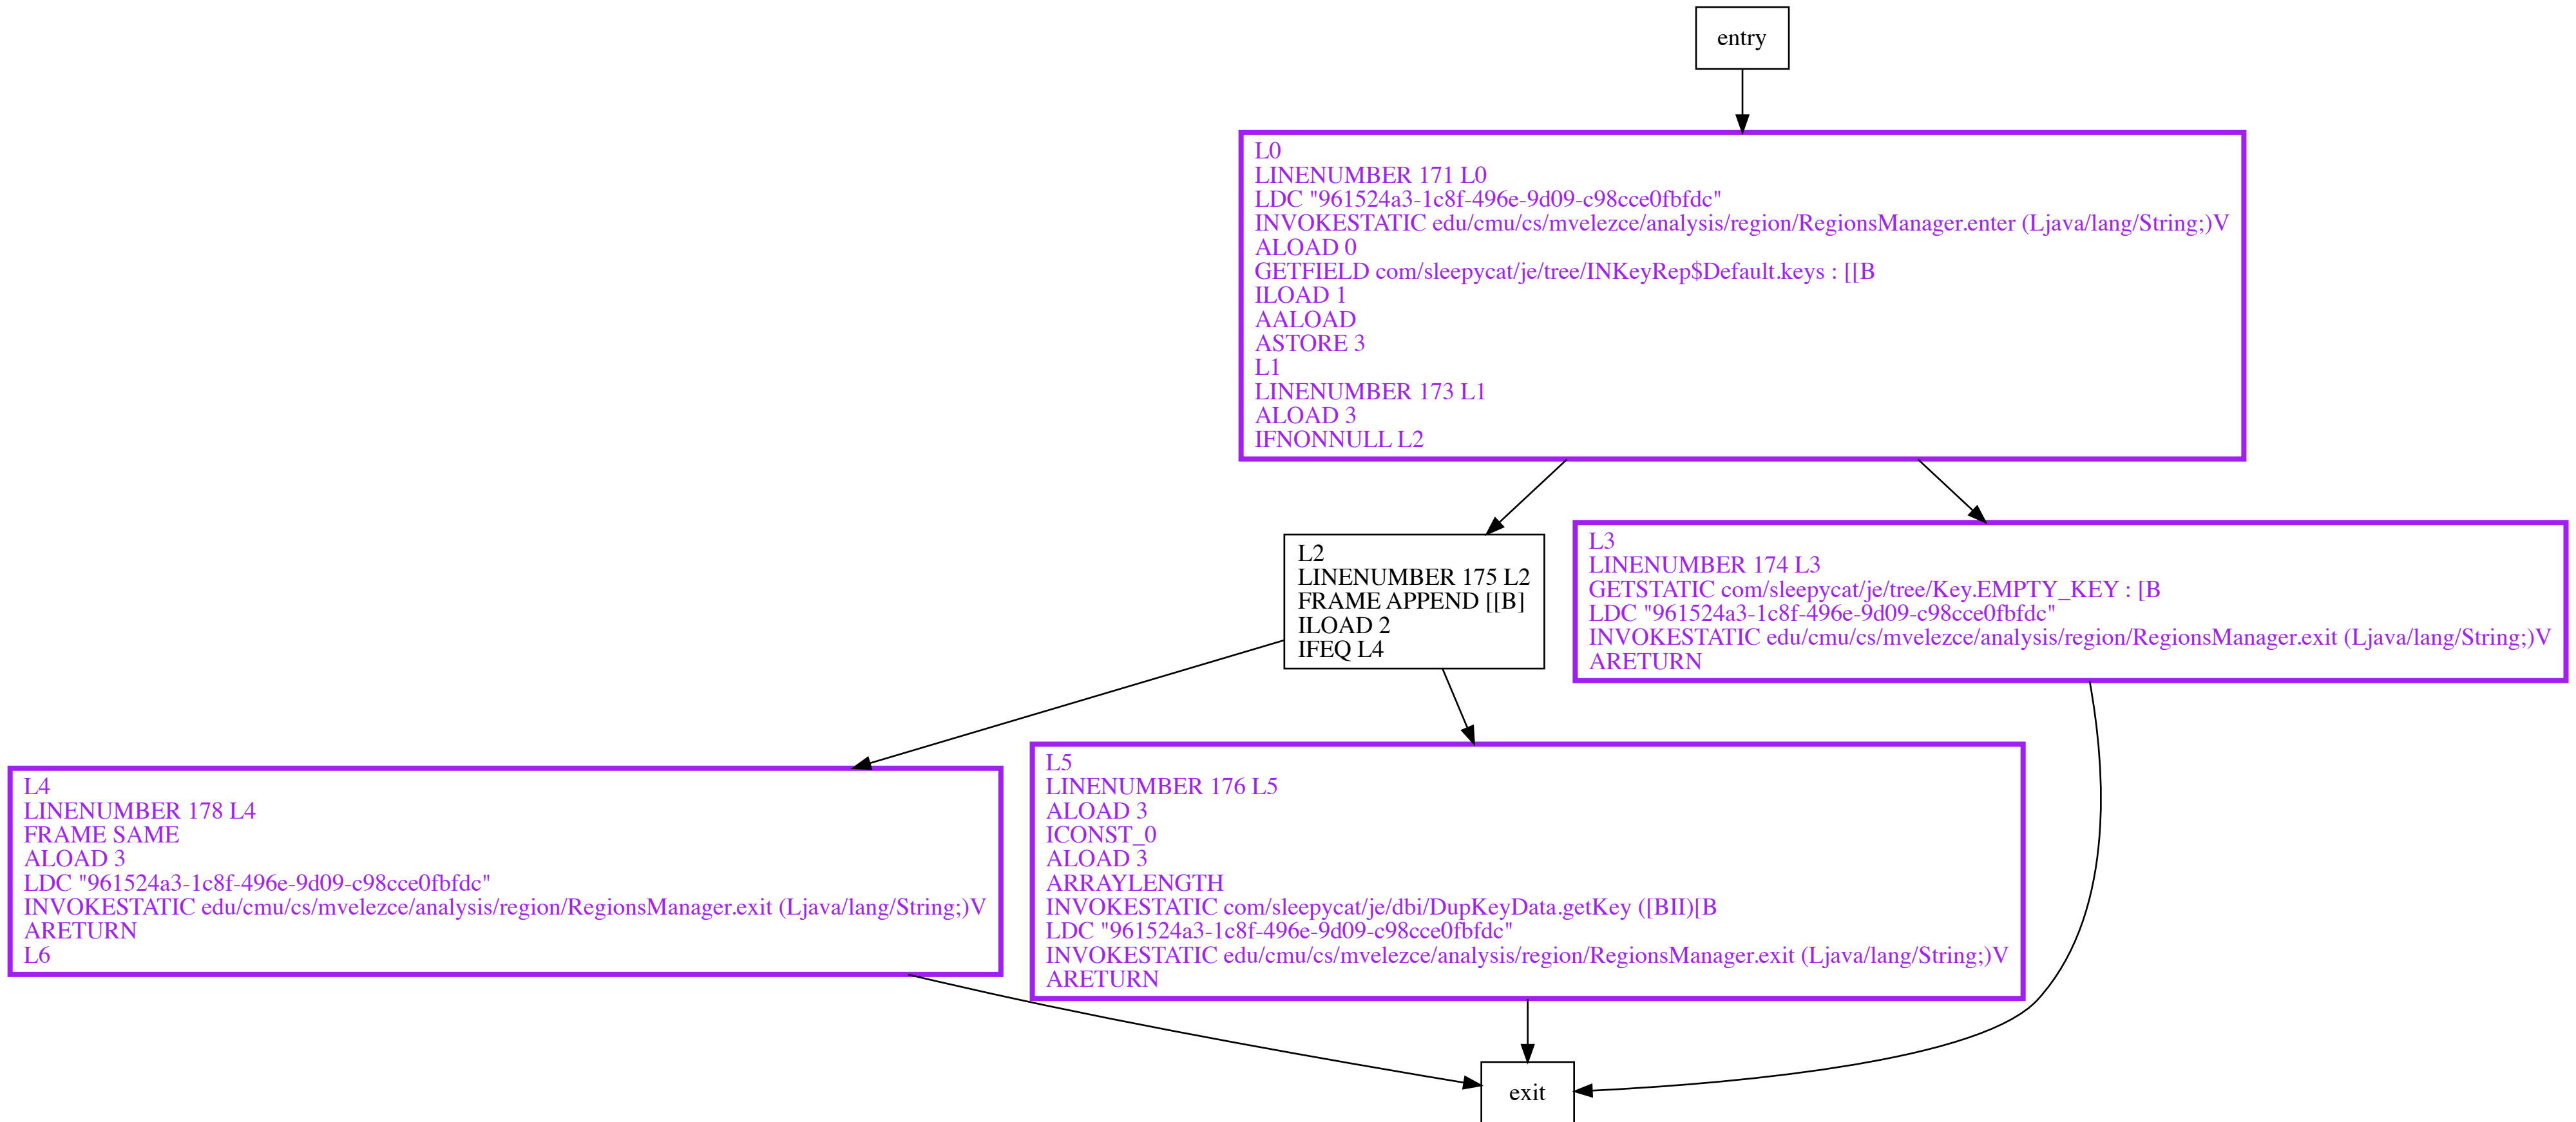 entry
L0
LINENUMBER 171 L0
LDC "961524a3-1c8f-496e-9d09-c98cce0fbfdc"
INVOKESTATIC edu/cmu/cs/mvelezce/analysis/region/RegionsManager.enter (Ljava/lang/String;)V
ALOAD 0
GETFIELD com/sleepycat/je/tree/INKeyRep$Default.keys : [[B
ILOAD 1
AALOAD
ASTORE 3
L1
LINENUMBER 173 L1
ALOAD 3
IFNONNULL L2
L2
LINENUMBER 175 L2
FRAME APPEND [[B]
ILOAD 2
IFEQ L4
L3
LINENUMBER 174 L3
GETSTATIC com/sleepycat/je/tree/Key.EMPTY_KEY : [B
LDC "961524a3-1c8f-496e-9d09-c98cce0fbfdc"
INVOKESTATIC edu/cmu/cs/mvelezce/analysis/region/RegionsManager.exit (Ljava/lang/String;)V
ARETURN
L4
LINENUMBER 178 L4
FRAME SAME
ALOAD 3
LDC "961524a3-1c8f-496e-9d09-c98cce0fbfdc"
INVOKESTATIC edu/cmu/cs/mvelezce/analysis/region/RegionsManager.exit (Ljava/lang/String;)V
ARETURN
L6
L5
LINENUMBER 176 L5
ALOAD 3
ICONST_0
ALOAD 3
ARRAYLENGTH
INVOKESTATIC com/sleepycat/je/dbi/DupKeyData.getKey ([BII)[B
LDC "961524a3-1c8f-496e-9d09-c98cce0fbfdc"
INVOKESTATIC edu/cmu/cs/mvelezce/analysis/region/RegionsManager.exit (Ljava/lang/String;)V
ARETURN
exit